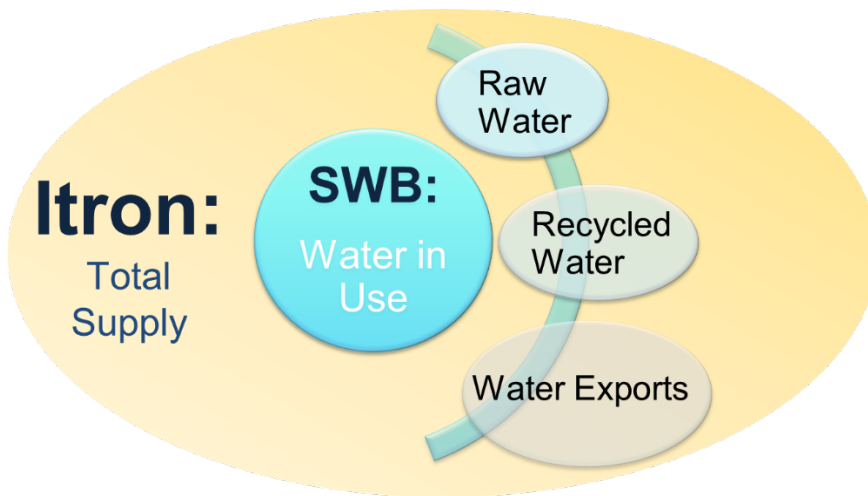 Itron:
Total
Supply
SWB:
Water in
Use
Raw
Water
Recycled
Water
Water Exports